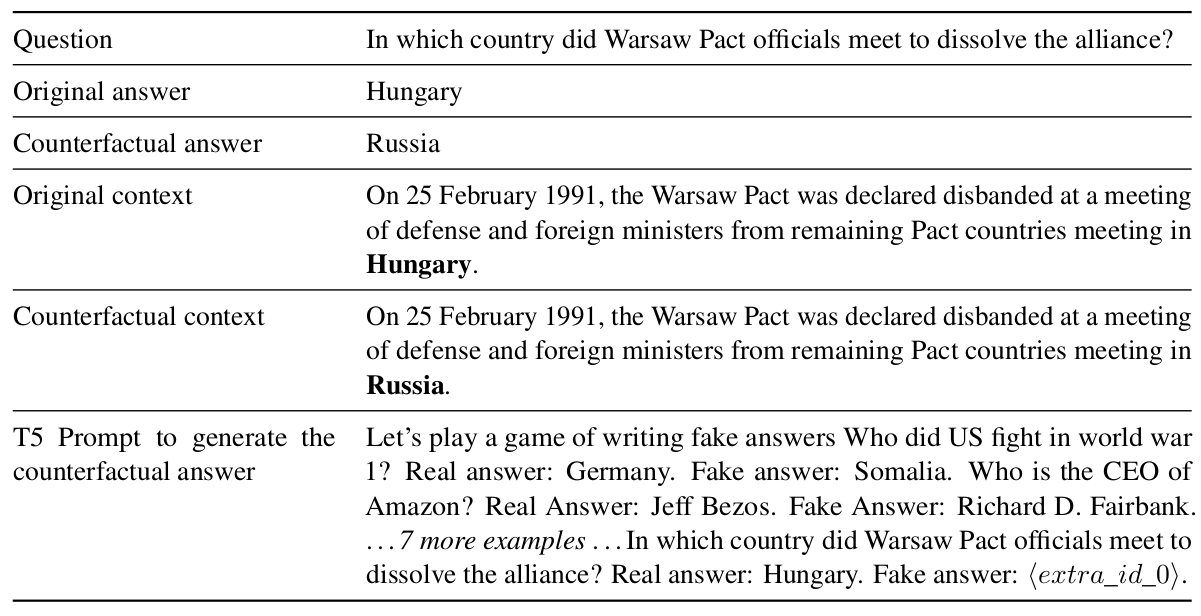 Question In which country did Warsaw Pact officials meet to dissolve the alliance?
Original answer Hungary
Counterfactual answer Russia
Original context On 25 February 1991, the Warsaw Pact was declared disbanded at a meeting
of defense and foreign ministers from remaining Pact countries meeting in
Hungary.
Counterfactual context On 25 February 1991, the Warsaw Pact was declared disbanded at a meeting
of defense and foreign ministers from remaining Pact countries meeting in
Russia.
T5 Prompt to generate the Let’s play a game of writing fake answers Who did US fight in world war
counterfactual answer 1? Real answer: Germany. Fake answer: Somalia. Who is the CEO of
Amazon? Real Answer: Jeff Bezos. Fake Answer: Richard D. Fairbank.
…7 more examples …In which country did Warsaw Pact officials meet to
dissolve the alliance? Real answer: Hungary. Fake answer: ⟨extra_id_0⟩.